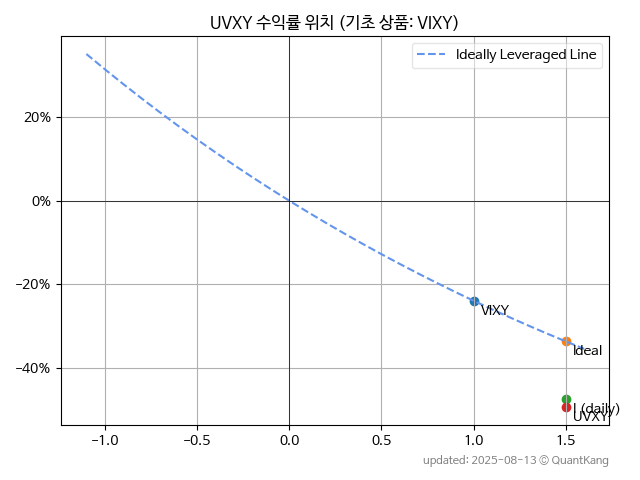 UVXY 수익률 위치 (기초 상품: VIXY)
Ideally Leveraged Line
20%
0%
−20%
−40%
VIXY
Ideal
(daily)
UVXY
−1.0
−0.5
0.0
0.5
1.0
1.5
updated: 2025-08-13 © QuantKang